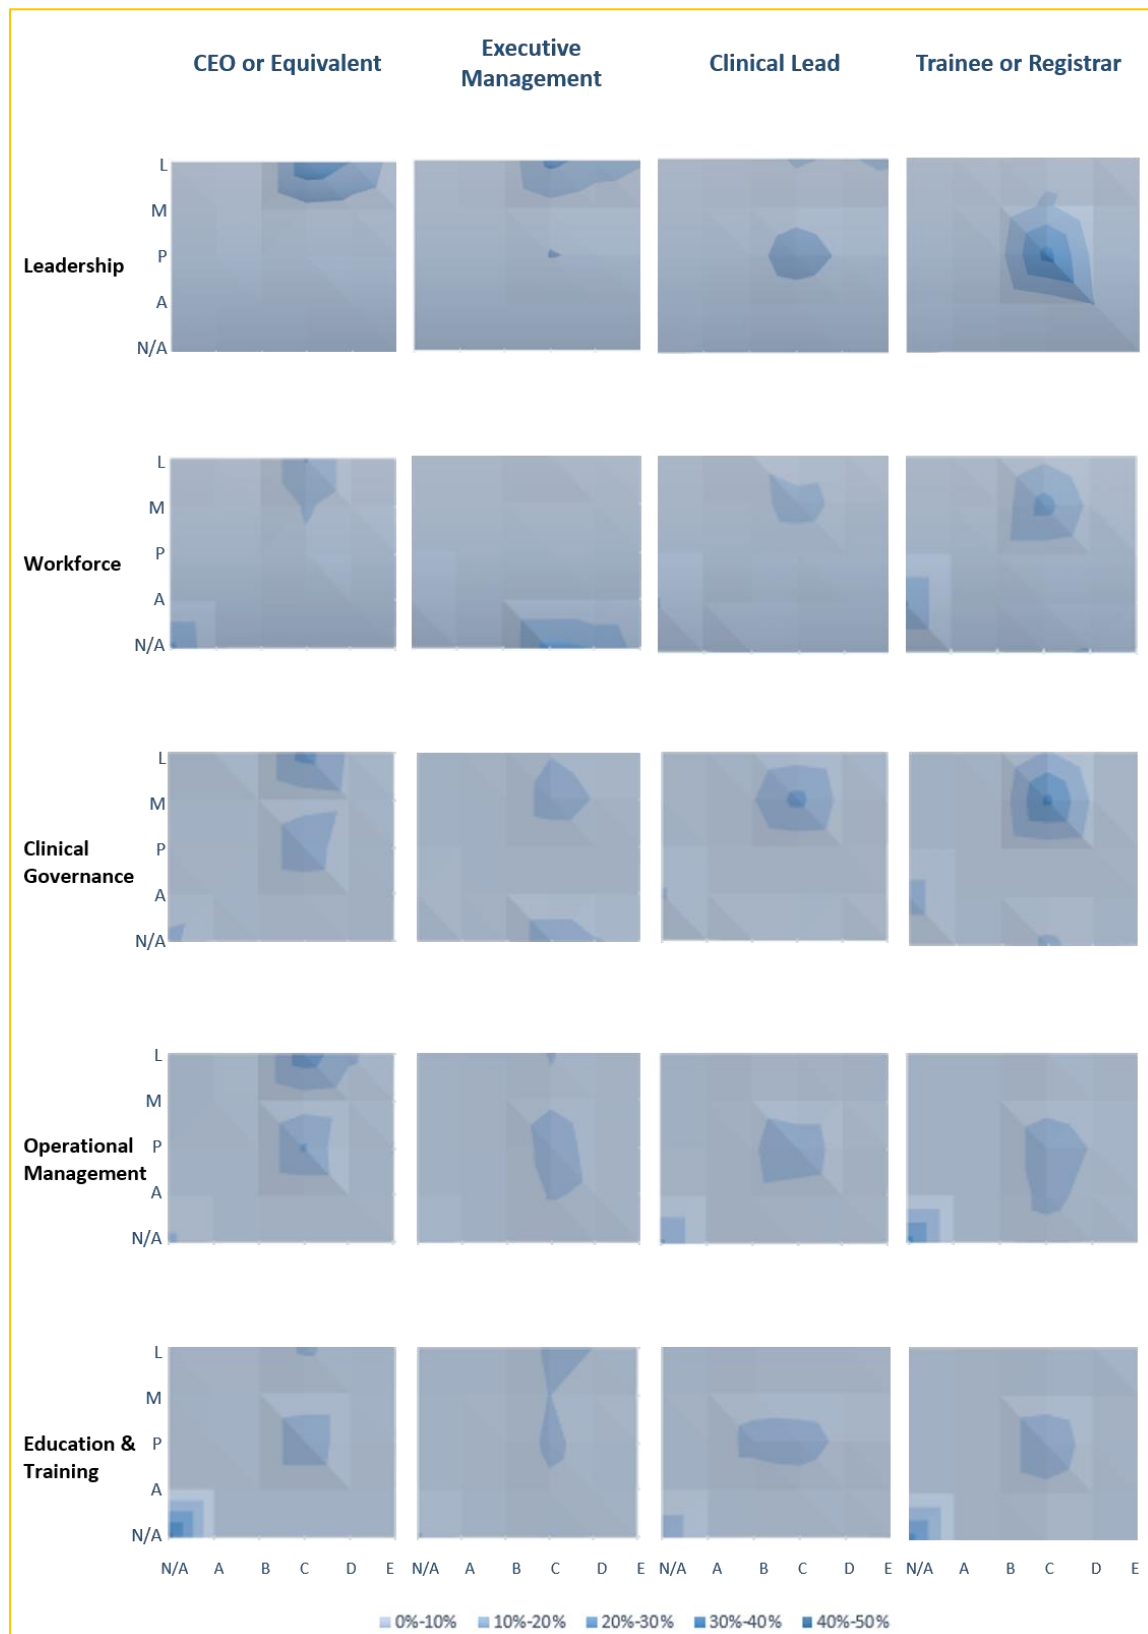 CEO or Equivalent
Executive
Management
Clinical Lead
Trainee or Registrar
Leadership
L
M
P
A
N/A
Workforce
L
M
P
A
N/A
Clinical
Governance
L
M
P
A
N/A
Operational
Management
L
M
P
A
N/A
Education &
Training
L
M
P
A
N/A
N/A A B C D E N/A A B C D E N/A A B C D E N/A A B C D E
0%-10% 10%-20% 20%-30% 30%-40% 40%-50%